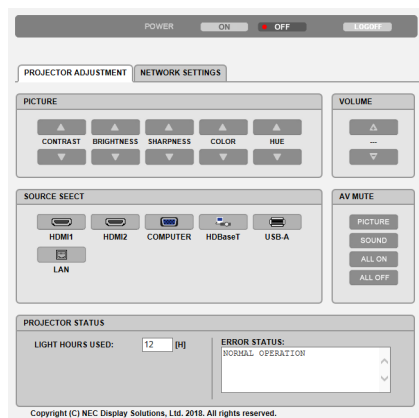 POWER ON OFF LOGOFF
PROJECTOR ADJUSTMENT NETWORK SETTINGS
PICTURE
CONTRAST BRIGHTNESS SHARPNESS COLOR HUE
VOLUME
---
SOURCE SEECT
HDMI1 HDMI2 COMPUTER HDBaseT USB-A
LAN
AV MUTE
PICTURE
SOUND
ALL ON
ALL OFF
PROJECTOR STATUS
LIGHT HOURS USED: 12 [H]
ERROR STATUS:
NORMAL OPERATION
Copyright (C) NEC Display Solutions, Ltd. 2018. All rights reserved.